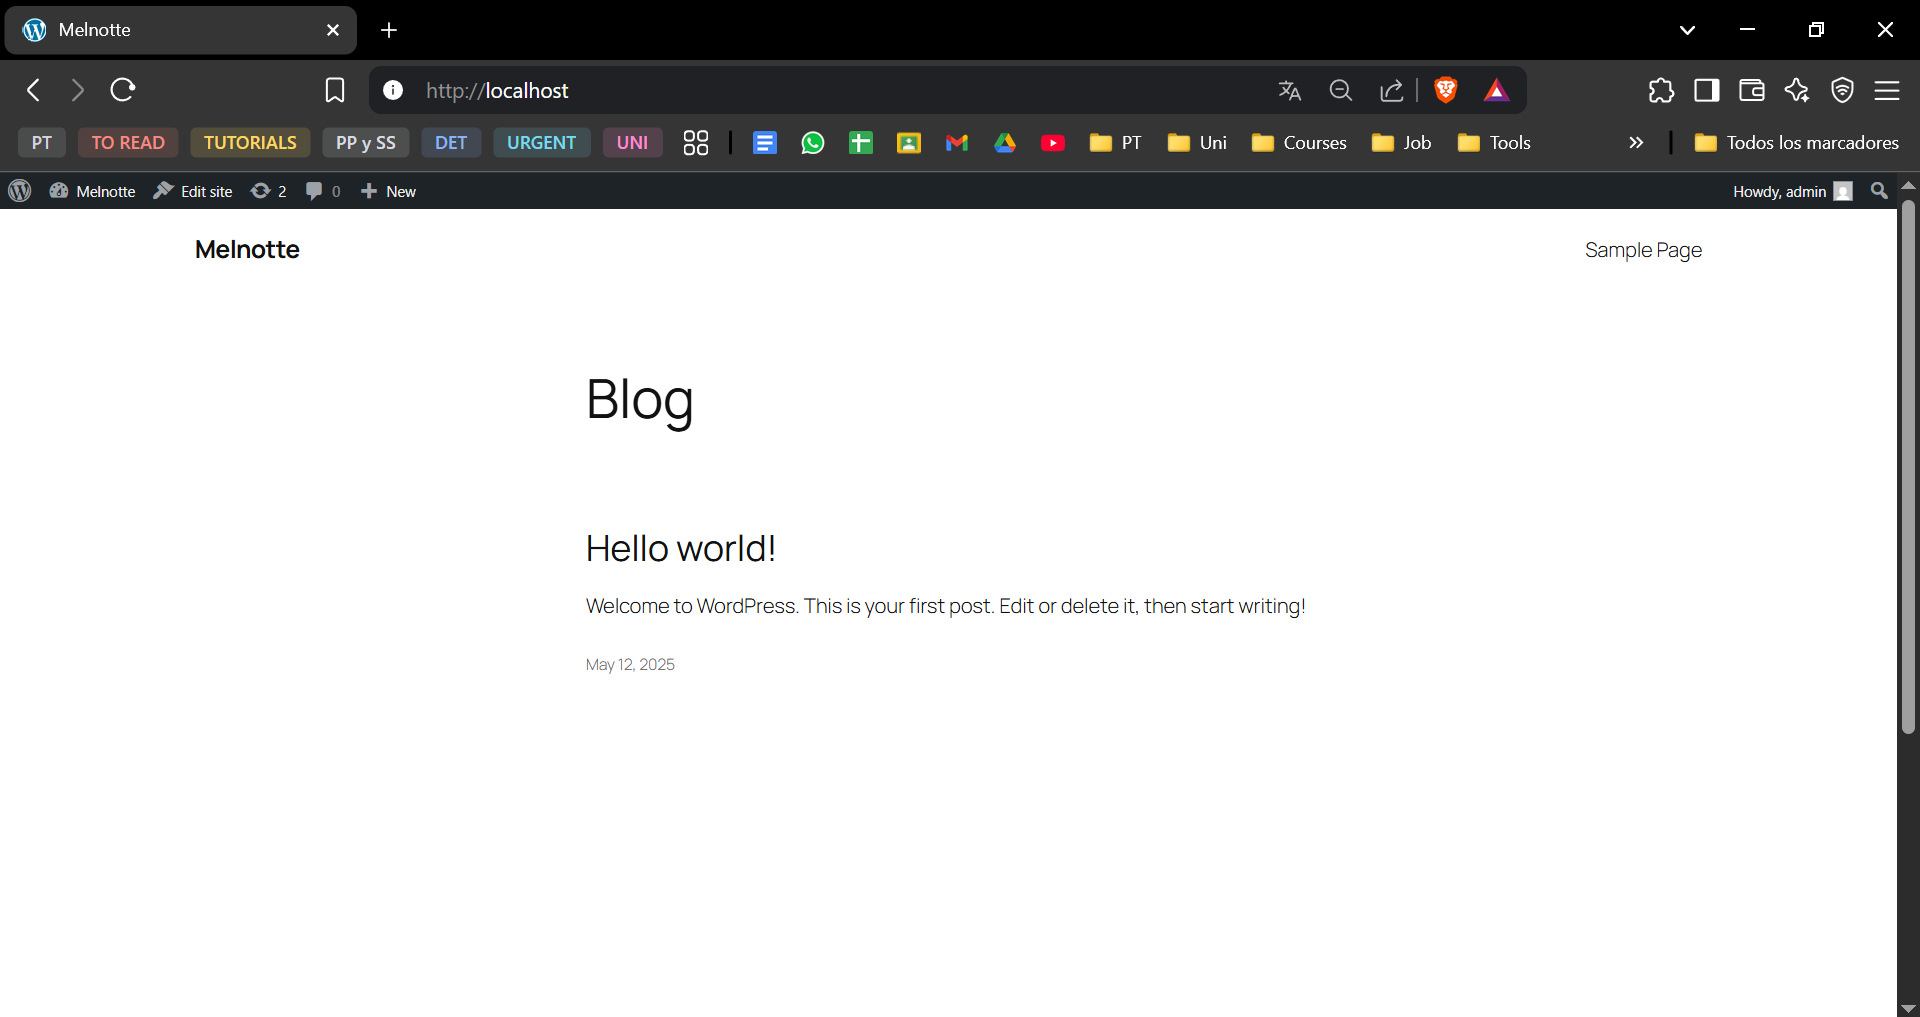 Melnotte
http://localhost
PT TO READ TUTORIALS PP y SS DET URGENT UNI PT Uni Courses Job Tools Todos los marcadores
Melnotte Edit site 2 0 New Howdy, admin
Melnotte Sample Page
Blog
Hello world!
Welcome to WordPress. This is your first post. Edit or delete it, then start writing!
May 12, 2025